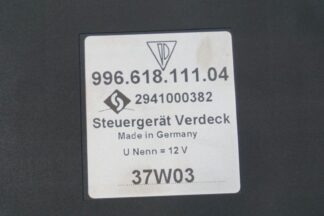 996.618.111.04
2941000382
Steuergerät Verdeck
Made in Germany
U Nenn = 12 V
37W03